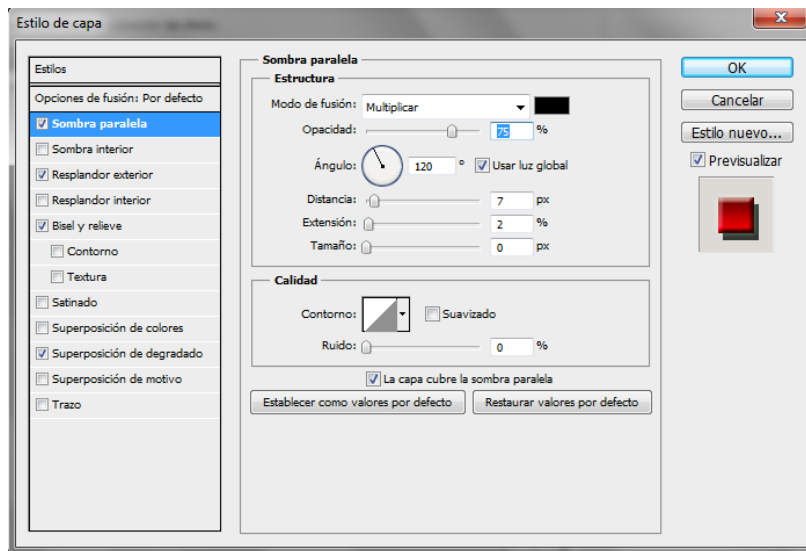 Estilo de capa
Estilos
Opciones de fusión: Por defecto
Sombra paralela
Sombra interior
Resplandor exterior
Resplandor interior
Bisel y relieve
Contorno
Textura
Satinado
Superposición de colores
Superposición de degradado
Superposición de motivo
Trazo
Sombra paralela
Estructura
Modo de fusión: Multiplicar
Opacidad: 75 %
Ángulo: 120 ° Usar luz global
Distancia: 7 px
Extensión: 2 %
Tamaño: 0 px
Calidad
Contorno: Suavizado
Ruido: 0 %
La capa cubre la sombra paralela
Establecer como valores por defecto Restaurar valores por defecto
OK
Cancelar
Estilo nuevo...
Previsualizar